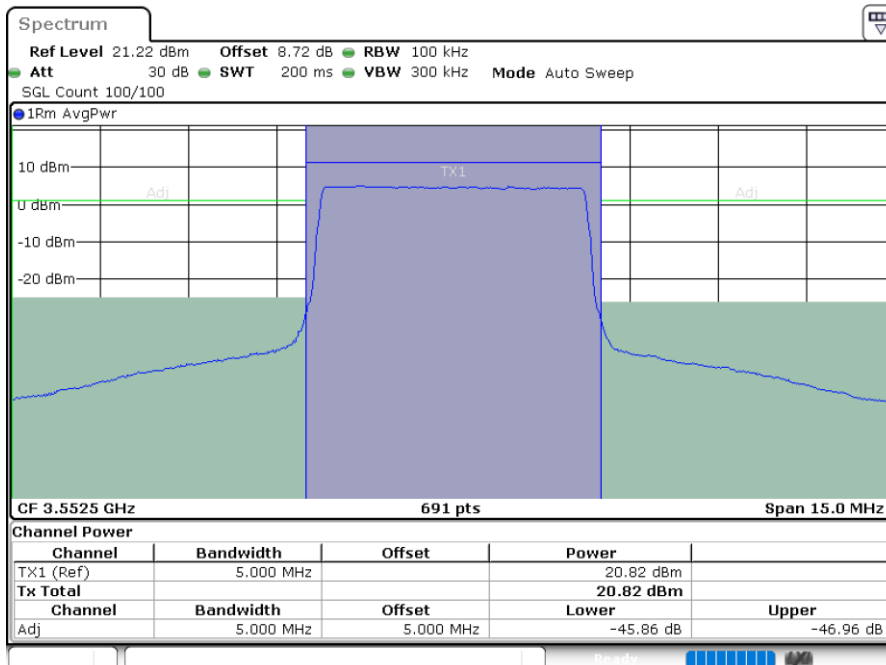 Spectrum
Ref Level 21.22 dBm Offset 8.72 dB RBW 100 kHz
Att 30 dB SWT 200 ms VBW 300 kHz Mode Auto Sweep
SGL Count 100/100
1Rm AvgPwr
10 dBm
TX1
Adj Adj
0 dBm
-10 dBm
-20 dBm
CF 3.5525 GHz 691 pts Span 15.0 MHz
Channel Power
Channel Bandwidth Offset Power
TX1 (Ref) 5.000 MHz 20.82 dBm
Tx Total 20.82 dBm
Channel Bandwidth Offset Lower Upper
Adj 5.000 MHz 5.000 MHz -45.86 dB -46.96 dB
Ready